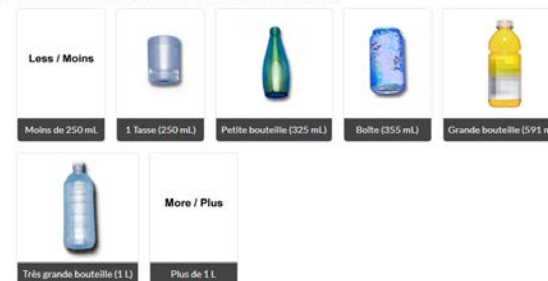 Less / Moins
Moins de 250 mL
1 Tasse (250 mL)
Petite bouteille (325 mL)
Boîte (355 mL)
Grande bouteille (591 m
More / Plus
Très grande bouteille (1 L)
Plus de 1 L